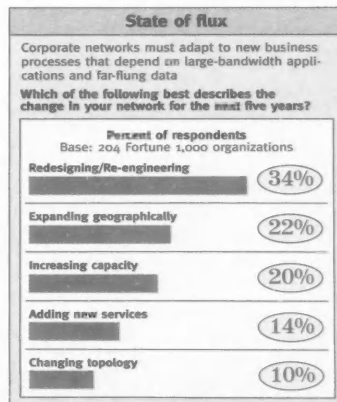 State of flux
Corporate networks must adapt to new business
processes that depend on large-bandwidth appli-
cations and far-flung data
Which of the following best describes the
change in your network for the next five years?
Percent of respondents
Base: 204 Fortune 1,000 organizations
Redesigning/Re-engineering
34%
Expanding geographically
22%
Increasing capacity
20%
Adding new services
14%
Changing topology
10%